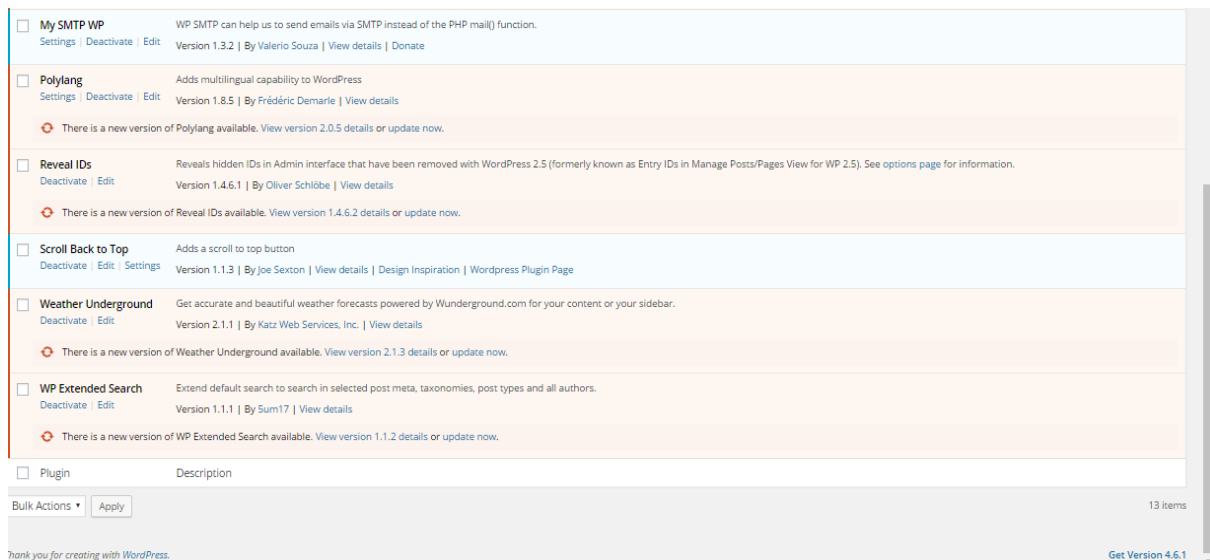 My SMTP WP
WP SMTP can help us to send emails via SMTP instead of the PHP mail() function.
Settings | Deactivate | Edit
Version 1.3.2 | By Valerio Souza | View details | Donate
Polylang
Adds multilingual capability to WordPress
Settings | Deactivate | Edit
Version 1.8.5 | By Frédéric Demarle | View details
There is a new version of Polylang available. View version 2.0.5 details or update now.
Reveal IDs
Reveals hidden IDs in Admin interface that have been removed with WordPress 2.5 (formerly known as Entry IDs in Manage Posts/Pages View for WP 2.5). See options page for information.
Deactivate | Edit
Version 1.4.6.1 | By Oliver Schlöbe | View details
There is a new version of Reveal IDs available. View version 1.4.6.2 details or update now.
Scroll Back to Top
Adds a scroll to top button
Deactivate | Edit | Settings
Version 1.1.3 | By Joe Sexton | View details | Design Inspiration | Wordpress Plugin Page
Weather Underground
Get accurate and beautiful weather forecasts powered by Wunderground.com for your content or your sidebar.
Deactivate | Edit
Version 2.1.1 | By Katz Web Services, Inc. | View details
There is a new version of Weather Underground available. View version 2.1.3 details or update now.
WP Extended Search
Extend default search to search in selected post meta, taxonomies, post types and all authors.
Deactivate | Edit
Version 1.1.1 | By 5um17 | View details
There is a new version of WP Extended Search available. View version 1.1.2 details or update now.
Plugin
Description
Bulk Actions
Apply
13 items
Thank you for creating with WordPress.
Get Version 4.6.1